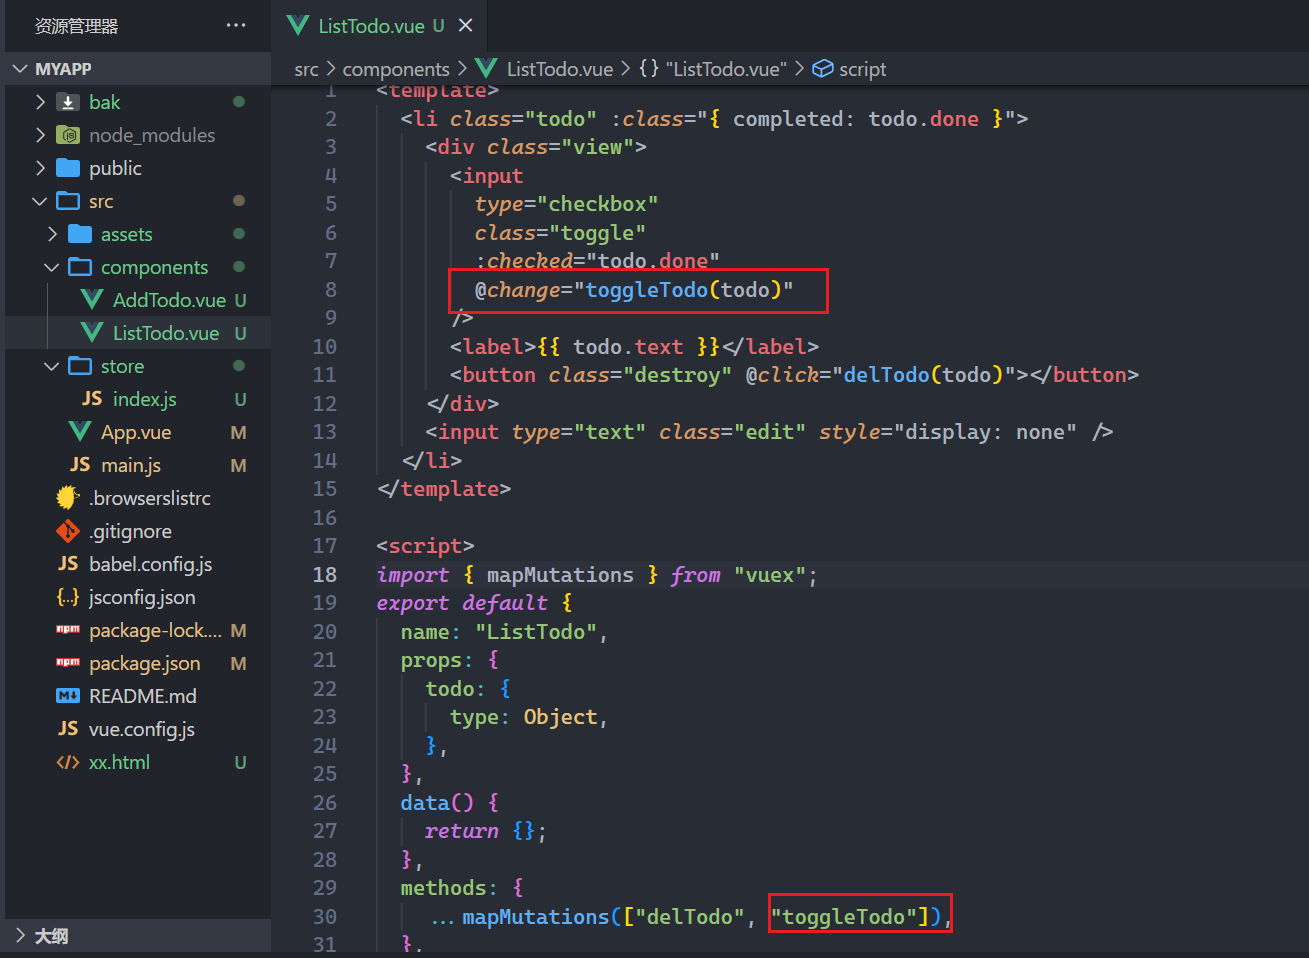 资源管理器 ...
MYAPP
bak
node_modules
public
src
assets
components
AddTodo.vue U
ListTodo.vue U
store
JS index.js U
App.vue M
JS main.js M
.browserslistrc
.gitignore
JS babel.config.js
{..} jsconfig.json
npm package-lock.... M
npm package.json M
M README.md
JS vue.config.js
</> xx.html U
大纲
ListTodo.vue U ×
src > components > ListTodo.vue > {} "ListTodo.vue" > script
1 <template>
2 <li class="todo" :class="{ completed: todo.done }">
3 <div class="view">
4 <input
5 type="checkbox"
6 class="toggle"
7 :checked="todo.done"
8 @change="toggleTodo(todo)"
9 />
10 <label>{{ todo.text }}</label>
11 <button class="destroy" @click="delTodo(todo)"></button>
12 </div>
13 <input type="text" class="edit" style="display: none" />
14 </li>
15 </template>
16
17 <script>
18 import { mapMutations } from "vuex";
19 export default {
20 name: "ListTodo",
21 props: {
22 todo: {
23 type: Object,
24 },
25 },
26 data() {
27 return {};
28 },
29 methods: {
30 ...mapMutations(["delTodo", "toggleTodo"]),
31 },